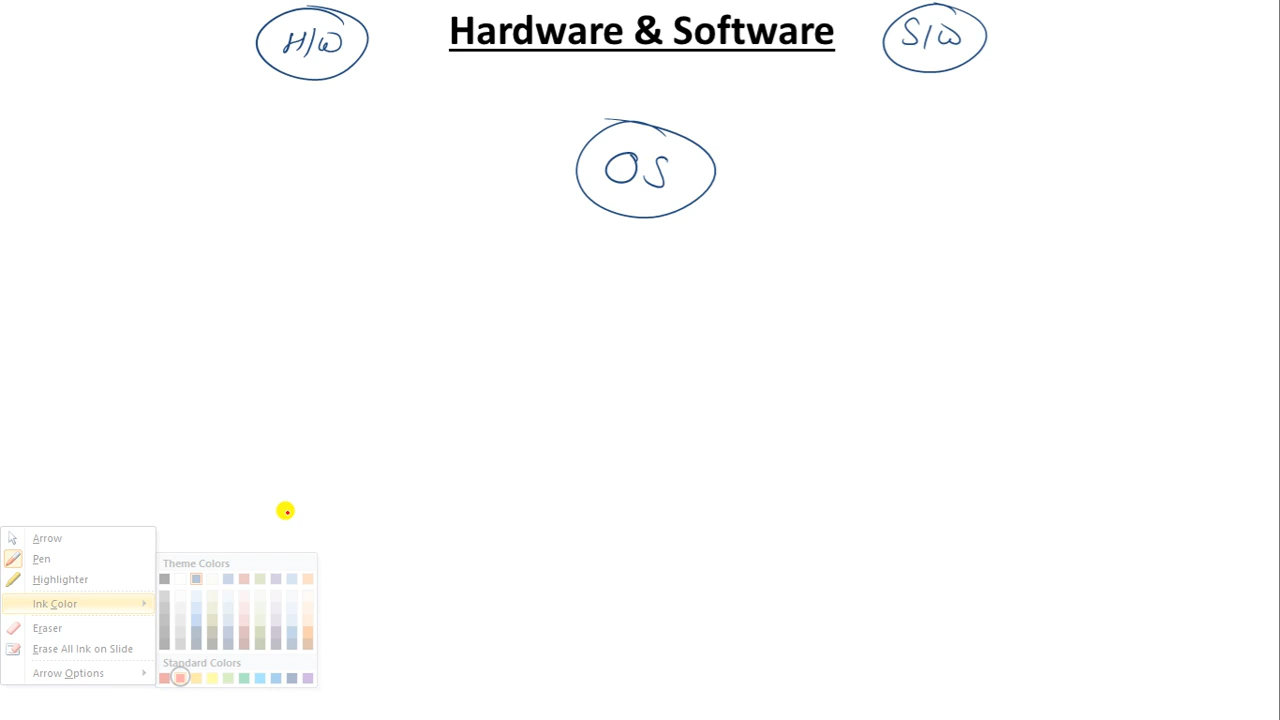 H/W Hardware & Software S/W
OS
Arrow
Pen
Highlighter
Ink Color
Eraser
Erase All Ink on Slide
Arrow Options
Theme Colors
Standard Colors